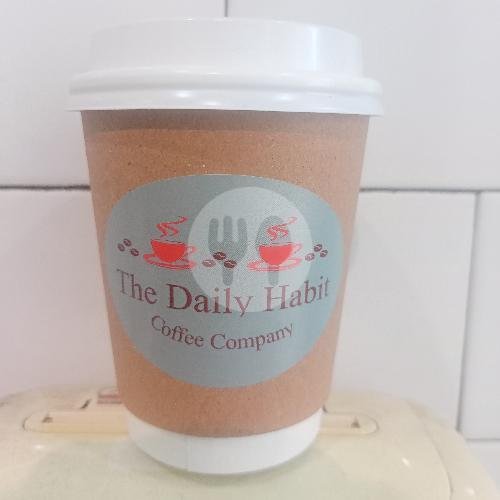 The Daily Habit
Coffee Company